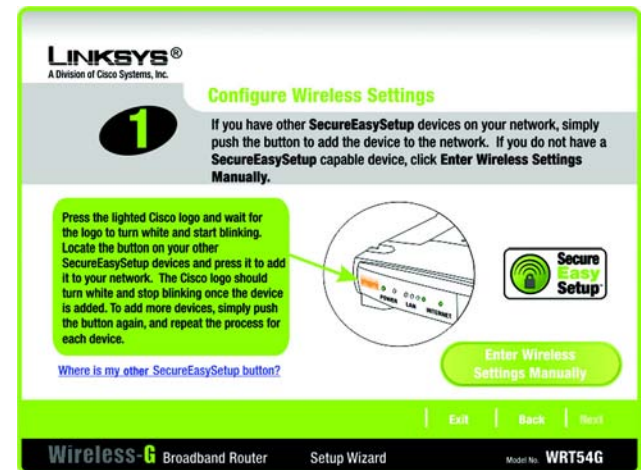 LINKSYS®
A Division of Cisco Systems, Inc.
1
Configure Wireless Settings
If you have other SecureEasySetup devices on your network, simply
push the button to add the device to the network. If you do not have a
SecureEasySetup capable device, click Enter Wireless Settings
Manually.
Press the lighted Cisco logo and wait for
the logo to turn white and start blinking.
Locate the button on your other
SecureEasySetup devices and press it to add
it to your network. The Cisco logo should
turn white and stop blinking once the device
is added. To add more devices, simply push
the button again, and repeat the process for
each device.
POWER LAN INTERNET
Secure
Easy
Setup
Where is my other SecureEasySetup button?
Enter Wireless
Settings Manually
Exit Back Next
Wireless-G Broadband Router Setup Wizard Model No. WRT54G